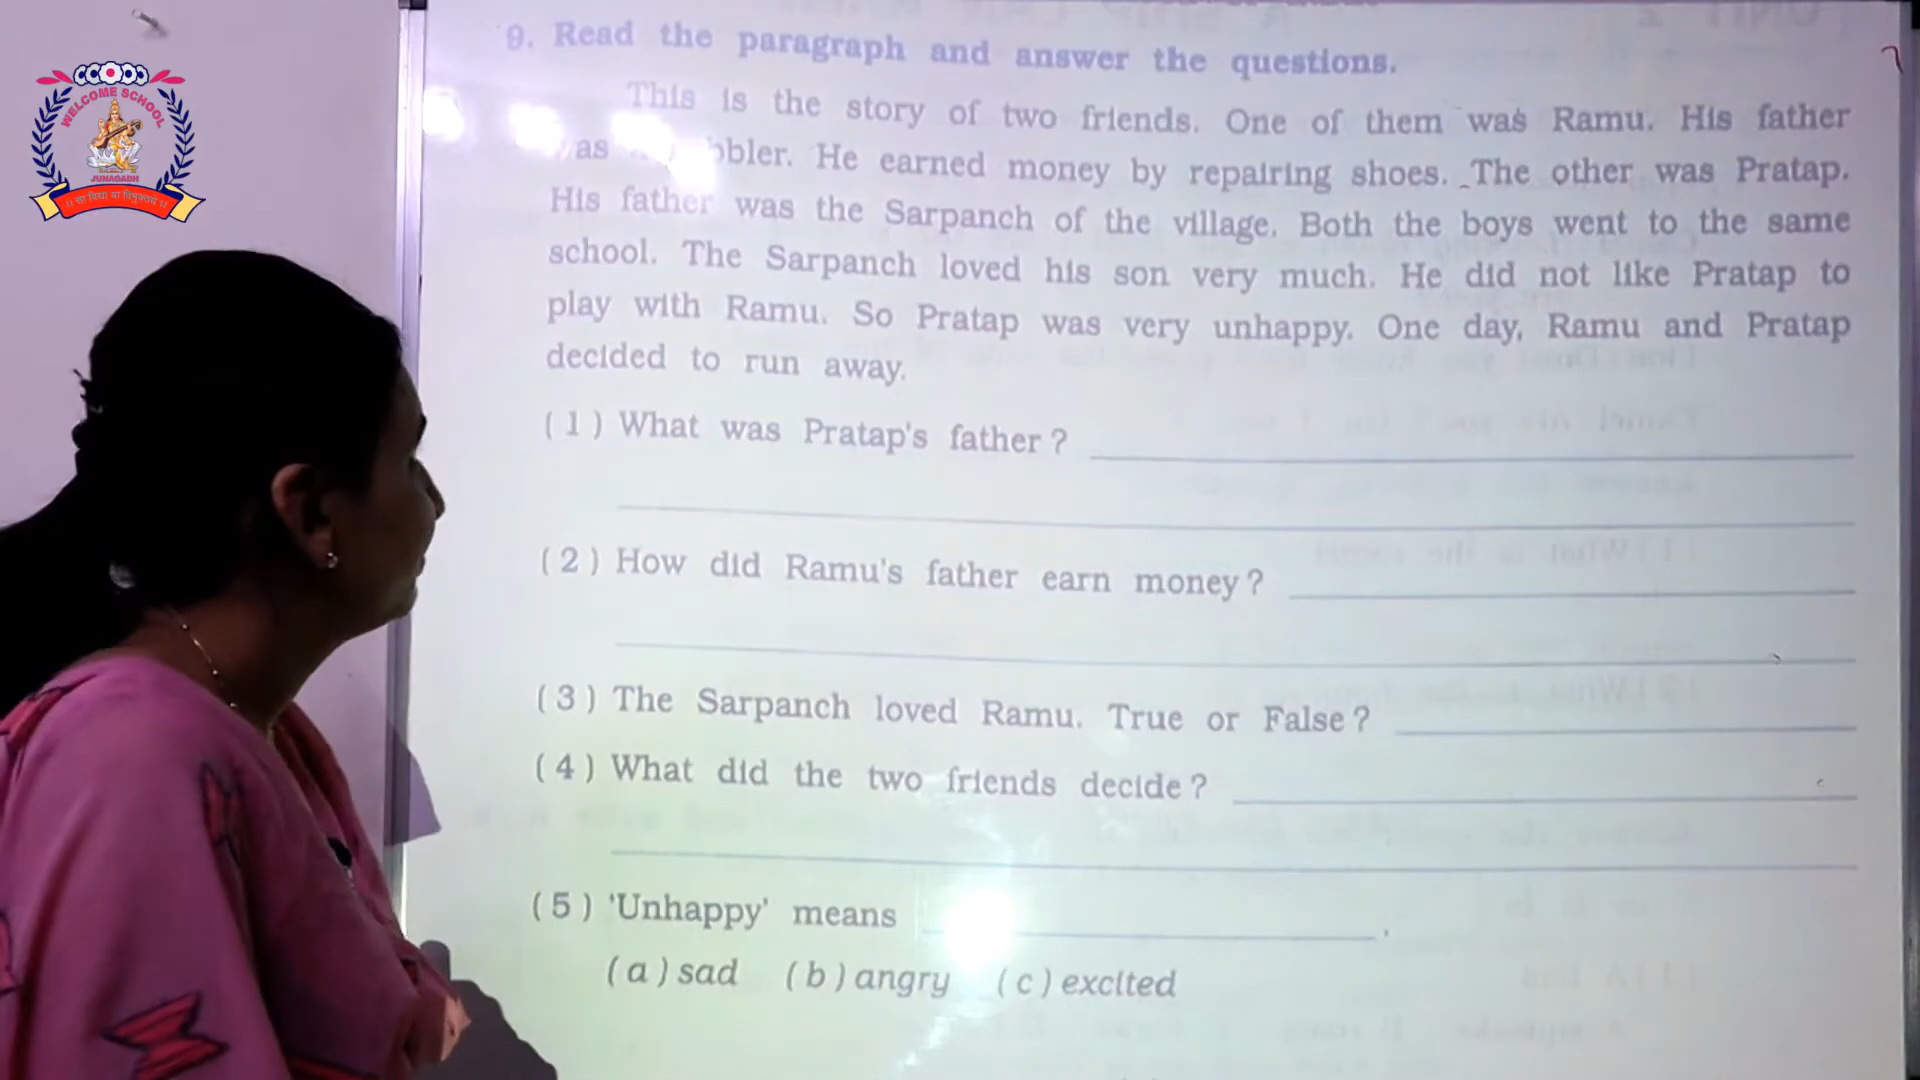 WELCOME SCHOOL
JUNAGADH
।। सा विद्या या विमुक्तये ।।
9. Read the paragraph and answer the questions.
This is the story of two friends. One of them was Ramu. His father
as bbler. He earned money by repairing shoes. The other was Pratap.
His father was the Sarpanch of the village. Both the boys went to the same
school. The Sarpanch loved his son very much. He did not like Pratap to
play with Ramu. So Pratap was very unhappy. One day, Ramu and Pratap
decided to run away.
(1) What was Pratap's father?
(2) How did Ramu's father earn money?
(3) The Sarpanch loved Ramu. True or False?
(4) What did the two friends decide?
(5) 'Unhappy' means .
(a) sad (b) angry (c) excited